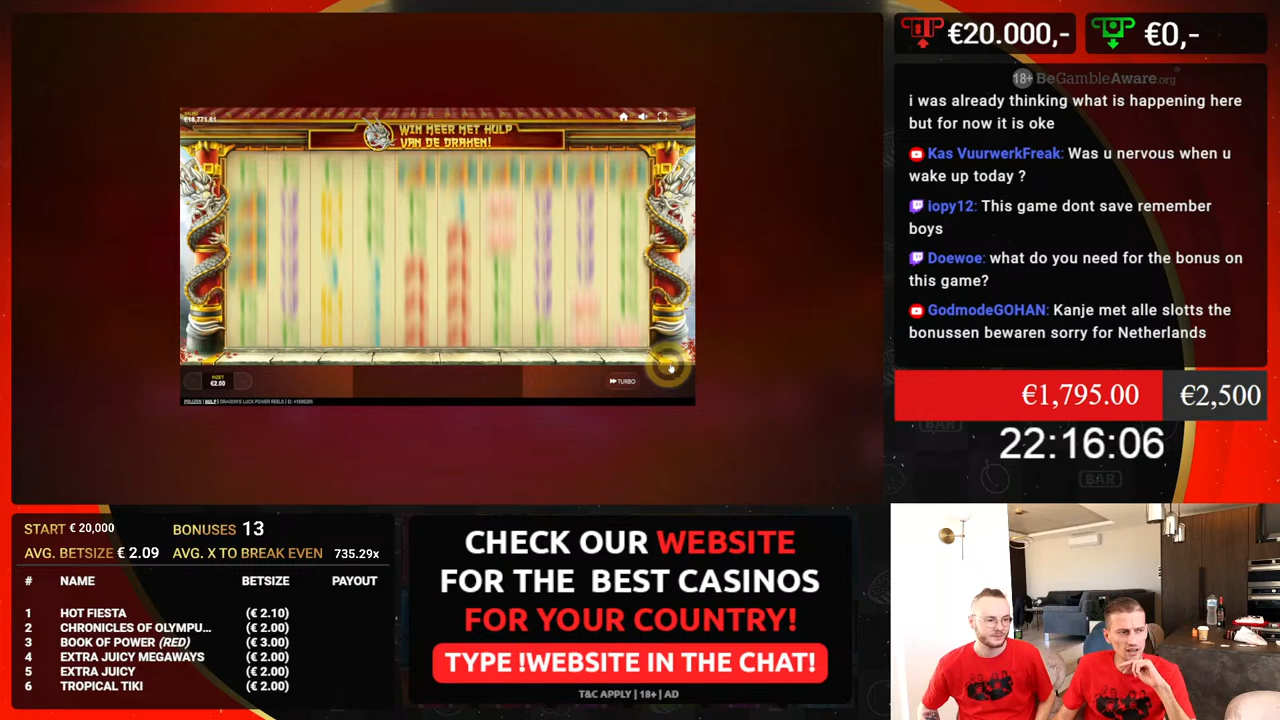 €20.000,-
€0,-
18+ BeGambleAware.org
i was already thinking what is happening here
but for now it is oke
Kas VuurwerkFreak: Was u nervous when u
wake up today ?
iopy12: This game dont save remember
boys
Doewoe: what do you need for the bonus on
this game?
GodmodeGOHAN: Kanje met alle slotts the
bonussen bewaren sorry for Netherlands
€1,795.00
€2,500
22:16:06
BAR
BAR
WIN MEER MET HULP
VAN DE DRAKEN!
INZET
€2.00
TURBO
START € 20,000
BONUSES 13
AVG. BETSIZE € 2.09
AVG. X TO BREAK EVEN 735.29x
# NAME BETSIZE PAYOUT
1 HOT FIESTA (€ 2.10)
2 CHRONICLES OF OLYMPU... (€ 2.00)
3 BOOK OF POWER (RED) (€ 3.00)
4 EXTRA JUICY MEGAWAYS (€ 2.00)
5 EXTRA JUICY (€ 2.00)
6 TROPICAL TIKI (€ 2.00)
CHECK OUR WEBSITE
FOR THE BEST CASINOS
FOR YOUR COUNTRY!
TYPE !WEBSITE IN THE CHAT!
T&C APPLY | 18+ | AD